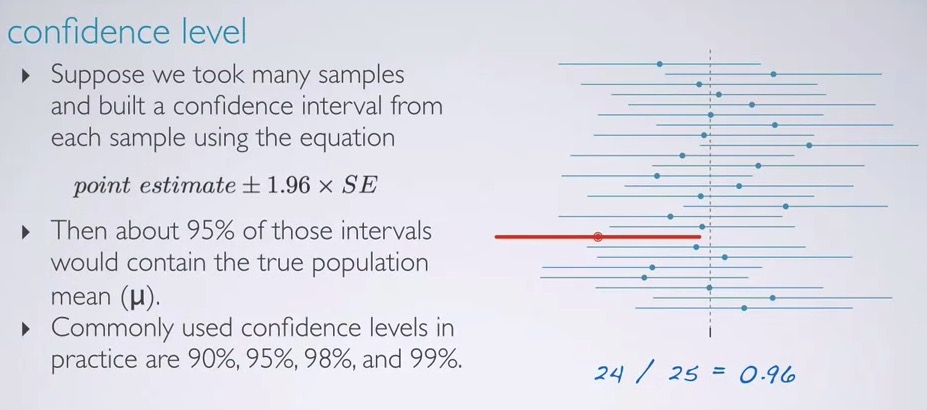 confidence level
▸ Suppose we took many samples
and built a confidence interval from
each sample using the equation
point estimate ± 1.96 × SE
▸ Then about 95% of those intervals
would contain the true population
mean (μ).
▸ Commonly used confidence levels in
practice are 90%, 95%, 98%, and 99%.
24 / 25 = 0.96